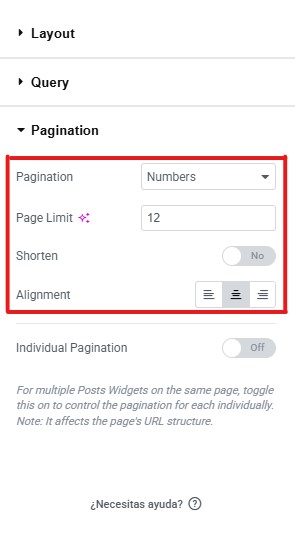 Layout
Query
Pagination
Pagination Numbers
Page Limit 12
Shorten No
Alignment
Individual Pagination Off
For multiple Posts Widgets on the same page, toggle
this on to control the pagination for each individually.
Note: It affects the page's URL structure.
¿Necesitas ayuda? ?